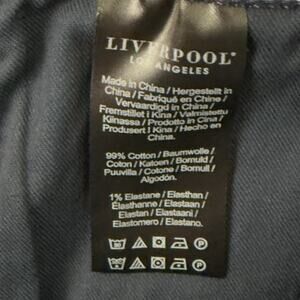 LIVERPOOL®
LOS ANGELES
Made in China / Hergestellt in
China / Fabriqué en Chine /
Vervaardigd in China /
Fremstillet i Kina / Valmistettu
Kiinassa / Prodotto in Cina /
Produsert i Kina / Hecho en
China.
99% Cotton / Baumwolle /
Coton / Katoen / Bomuld /
Puuvilla / Cotone / Bomull /
Algodón.
1% Elastane / Elasthan /
Élasthanne / Elastaan /
Elastan / Elastaani /
Elastomero / Elastano.